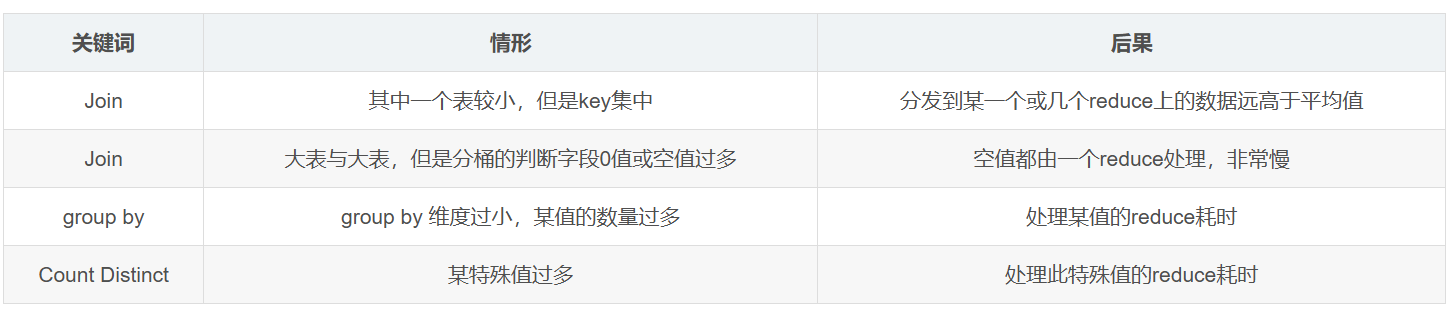 关键词 情形 后果
Join 其中一个表较小，但是key集中 分发到某一个或几个reduce上的数据远高于平均值
Join 大表与大表，但是分桶的判断字段0值或空值过多 空值都由一个reduce处理，非常慢
group by group by 维度过小，某值的数量过多 处理某值的reduce耗时
Count Distinct 某特殊值过多 处理此特殊值的reduce耗时